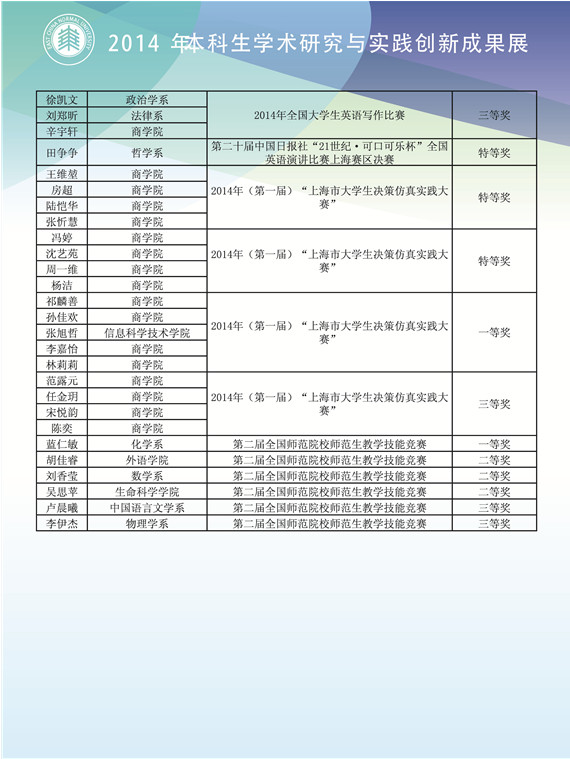 EAST CHINA NORMAL UNIVERSITY
2014 年本科生学术研究与实践创新成果展
徐凯文 政治学系 2014年全国大学生英语写作比赛 三等奖
刘郑昕 法律系
辛宇轩 商学院
田争争 哲学系 第二十届中国日报社“21世纪·可口可乐杯”全国
英语演讲比赛上海赛区决赛 特等奖
王维堃 商学院
房超 商学院 2014年（第一届）“上海市大学生决策仿真实践大
赛” 特等奖
陆恺华 商学院
张忻慧 商学院
冯婷 商学院
沈艺苑 商学院 2014年（第一届）“上海市大学生决策仿真实践大
赛” 特等奖
周一维 商学院
杨洁 商学院
祁麟善 商学院
孙佳欢 商学院
张旭哲 信息科学技术学院 2014年（第一届）“上海市大学生决策仿真实践大
赛” 一等奖
李嘉怡 商学院
林莉莉 商学院
范露元 商学院
任金玥 商学院 2014年（第一届）“上海市大学生决策仿真实践大
赛” 三等奖
宋悦韵 商学院
陈奕 商学院
蓝仁敏 化学系 第二届全国师范院校师范生教学技能竞赛 一等奖
胡佳睿 外语学院 第二届全国师范院校师范生教学技能竞赛 二等奖
刘香莹 数学系 第二届全国师范院校师范生教学技能竞赛 二等奖
吴思苹 生命科学学院 第二届全国师范院校师范生教学技能竞赛 二等奖
卢晨曦 中国语言文学系 第二届全国师范院校师范生教学技能竞赛 三等奖
李伊杰 物理学系 第二届全国师范院校师范生教学技能竞赛 三等奖